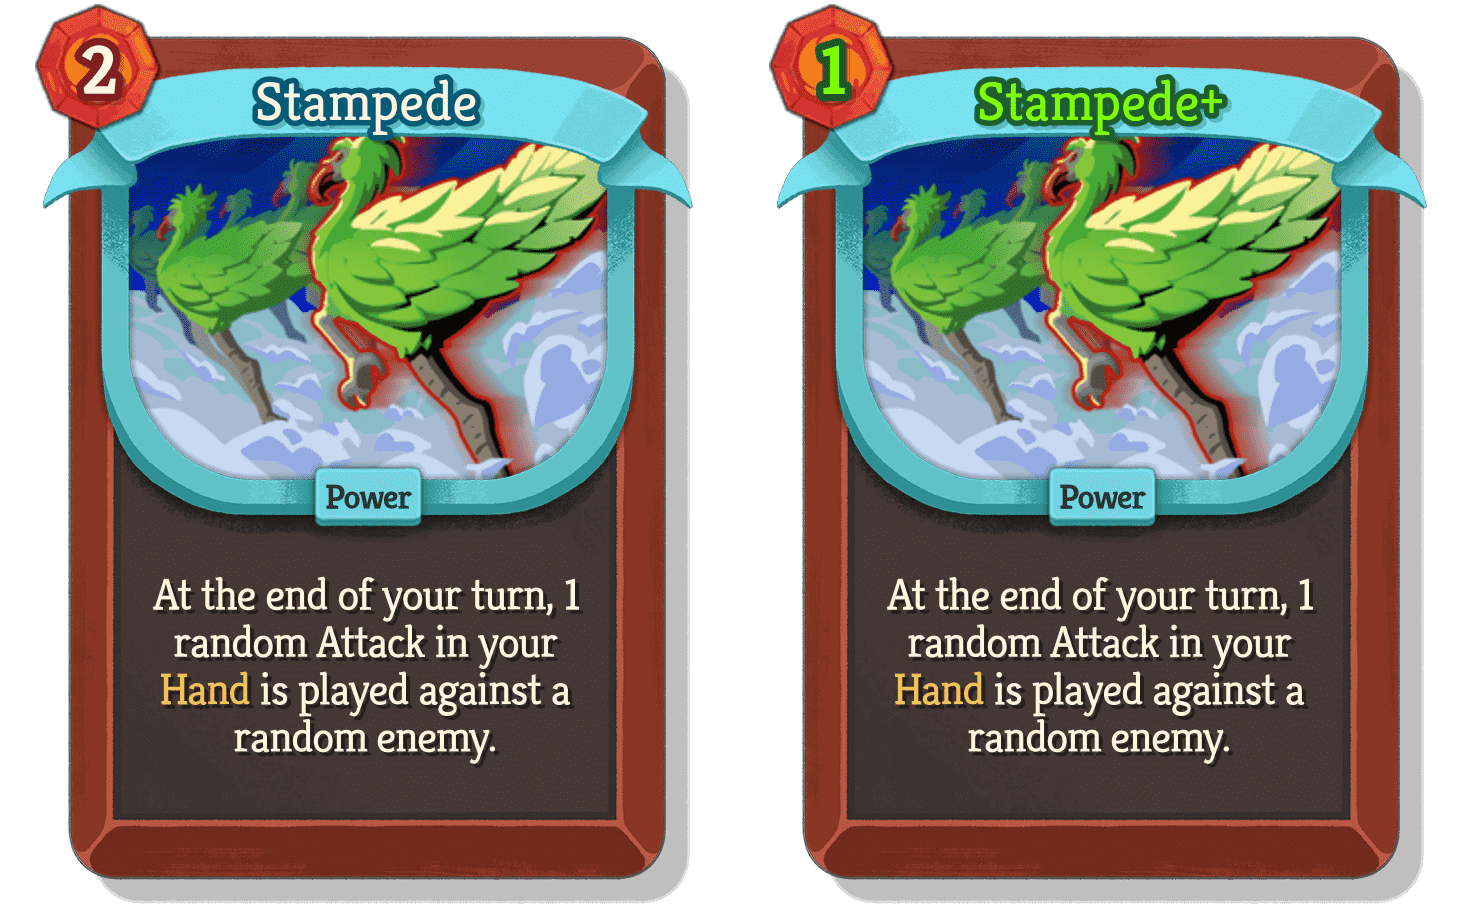 2
Stampede
Power
At the end of your turn, 1
random Attack in your
Hand is played against a
random enemy.
1
Stampede+
Power
At the end of your turn, 1
random Attack in your
Hand is played against a
random enemy.